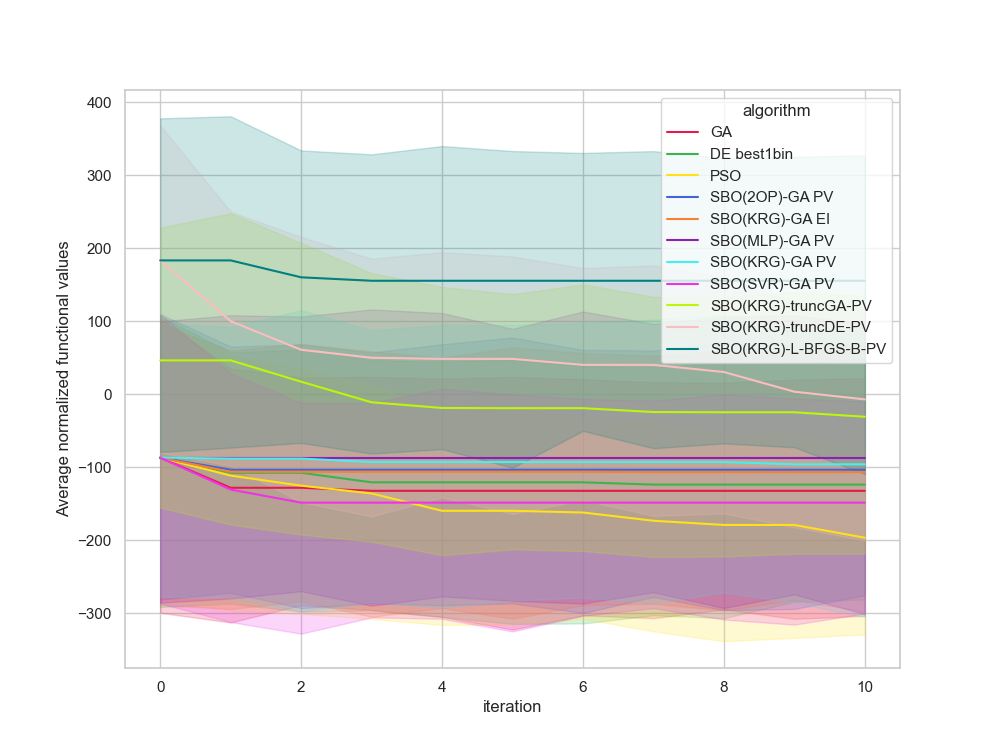 400
300
200
100
0
−100
−200
−300
Average normalized functional values
0
2
4
6
8
10
iteration
algorithm
GA
DE best1bin
PSO
SBO(2OP)-GA PV
SBO(KRG)-GA EI
SBO(MLP)-GA PV
SBO(KRG)-GA PV
SBO(SVR)-GA PV
SBO(KRG)-truncGA-PV
SBO(KRG)-truncDE-PV
SBO(KRG)-L-BFGS-B-PV